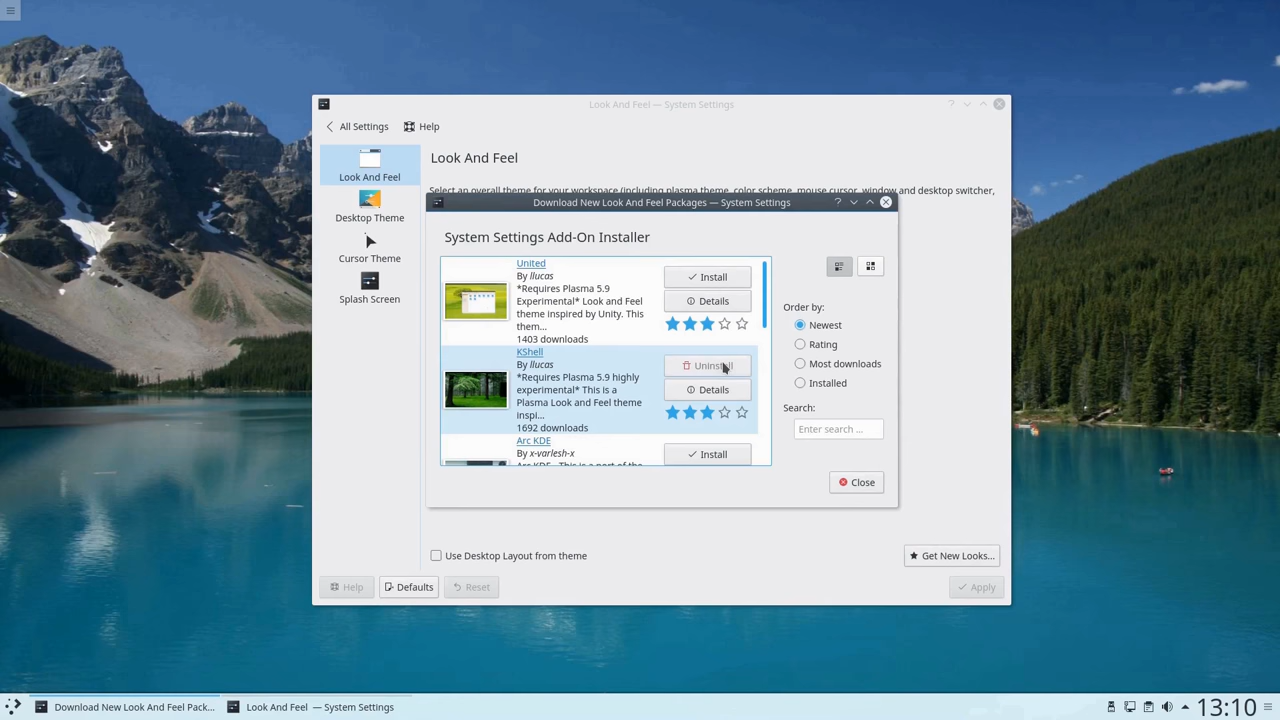 Look And Feel — System Settings
All Settings
Help
Look And Feel
Look And Feel
Select an overall theme for your workspace (including plasma theme, color scheme, mouse cursor, window and desktop switcher,
Desktop Theme
Cursor Theme
Splash Screen
Download New Look And Feel Packages — System Settings
System Settings Add-On Installer
United
By llucas
*Requires Plasma 5.9
Experimental* Look and Feel
theme inspired by Unity. This
them...
1403 downloads
Install
Details
KShell
By llucas
*Requires Plasma 5.9 highly
experimental* This is a
Plasma Look and Feel theme
inspi...
1692 downloads
Uninstall
Details
Arc KDE
By x-varlesh-x
Arc KDE - This is a part of the
Install
Order by:
Newest
Rating
Most downloads
Installed
Search:
Enter search ...
Close
Use Desktop Layout from theme
Get New Looks...
Help
Defaults
Reset
Apply
Download New Look And Feel Pack...
Look And Feel — System Settings
13:10